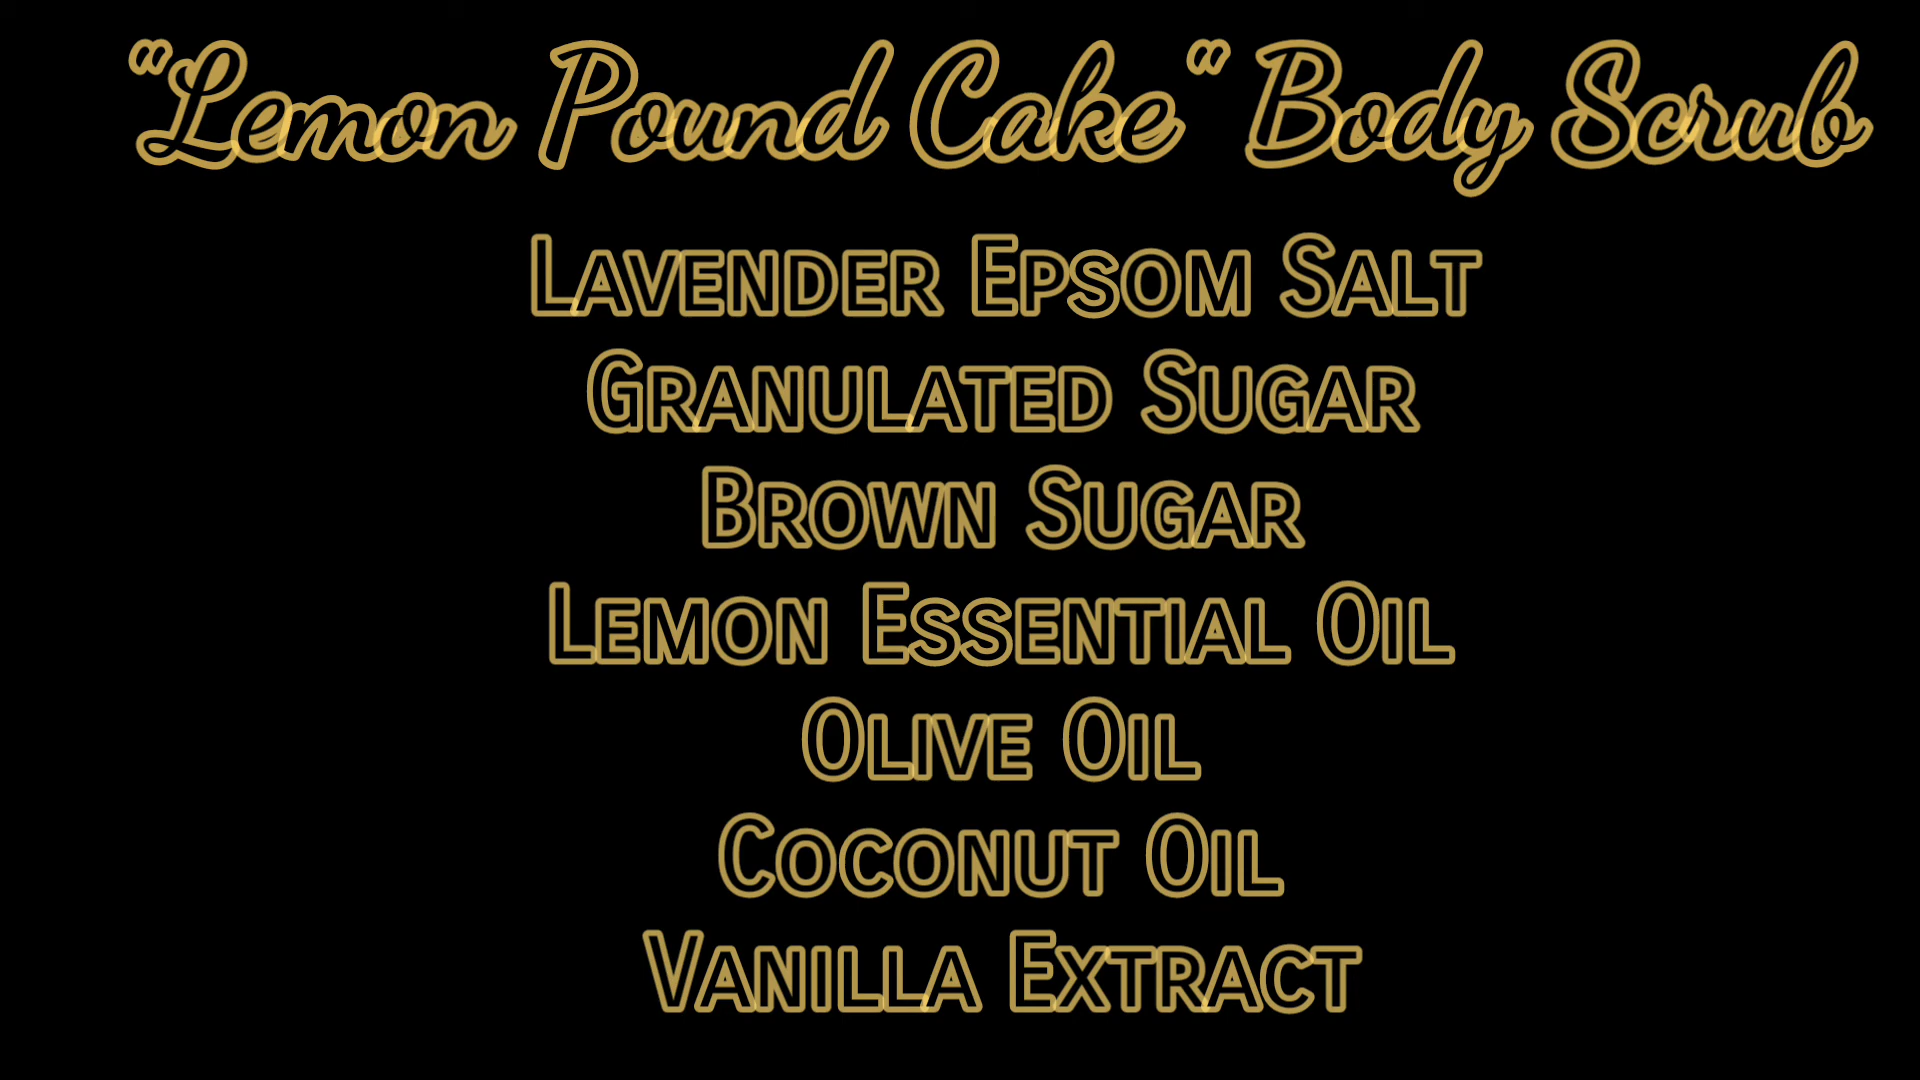 “Lemon Pound Cake“ Body Scrub
Lavender Epsom Salt
Granulated Sugar
Brown Sugar
Lemon Essential Oil
Olive Oil
Coconut Oil
Vanilla Extract